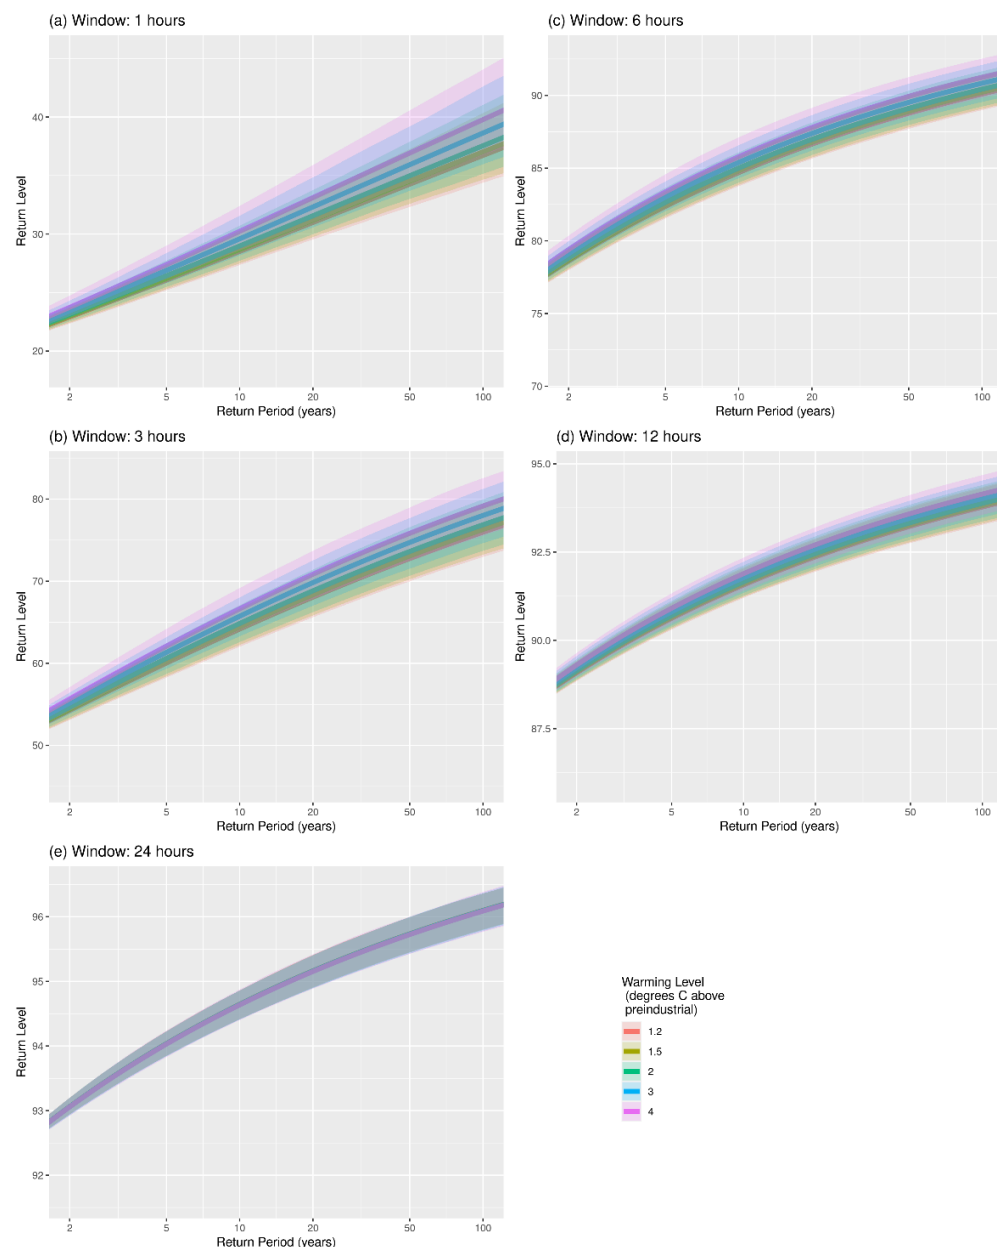 (a) Window: 1 hours
40
30
20
Return Level
2 5 10 20 50 100
Return Period (years)
(c) Window: 6 hours
90
85
80
75
70
Return Level
2 5 10 20 50 100
Return Period (years)
(b) Window: 3 hours
80
70
60
50
Return Level
2 5 10 20 50 100
Return Period (years)
(d) Window: 12 hours
95.0
92.5
90.0
87.5
Return Level
2 5 10 20 50 100
Return Period (years)
(e) Window: 24 hours
96
95
94
93
92
Return Level
2 5 10 20 50 100
Return Period (years)
Warming Level
(degrees C above
preindustrial)
1.2
1.5
2
3
4